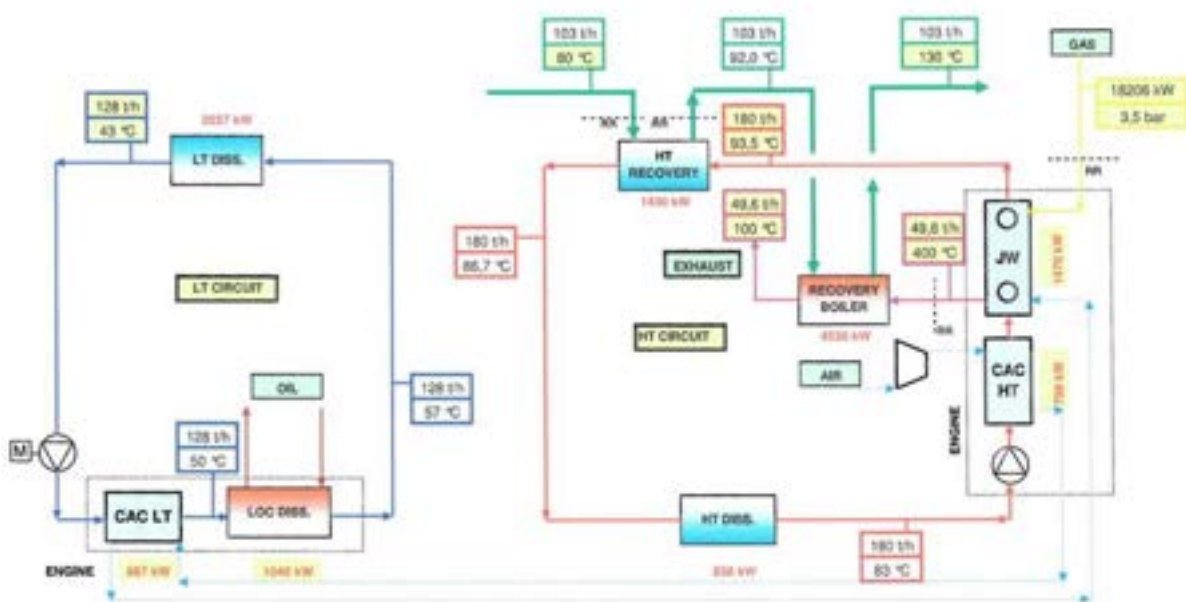 103 t/h
80 °C
103 t/h
92,0 °C
103 t/h
130 °C
GAS
18206 kW
3,5 bar
128 t/h
43 °C
LT DISS.
180 t/h
93,5 °C
HT
RECOVERY
1430 kW
49,6 t/h
100 °C
49,6 t/h
400 °C
JW
1470 kW
180 t/h
86,7 °C
EXHAUST
RECOVERY
BOILER
LT CIRCUIT
HT CIRCUIT
AIR
CAC
HT
ENGINE
OIL
128 t/h
57 °C
128 t/h
50 °C
M
CAC LT
LOC DISS.
HT DISS.
180 t/h
83 °C
ENGINE
1040 kW